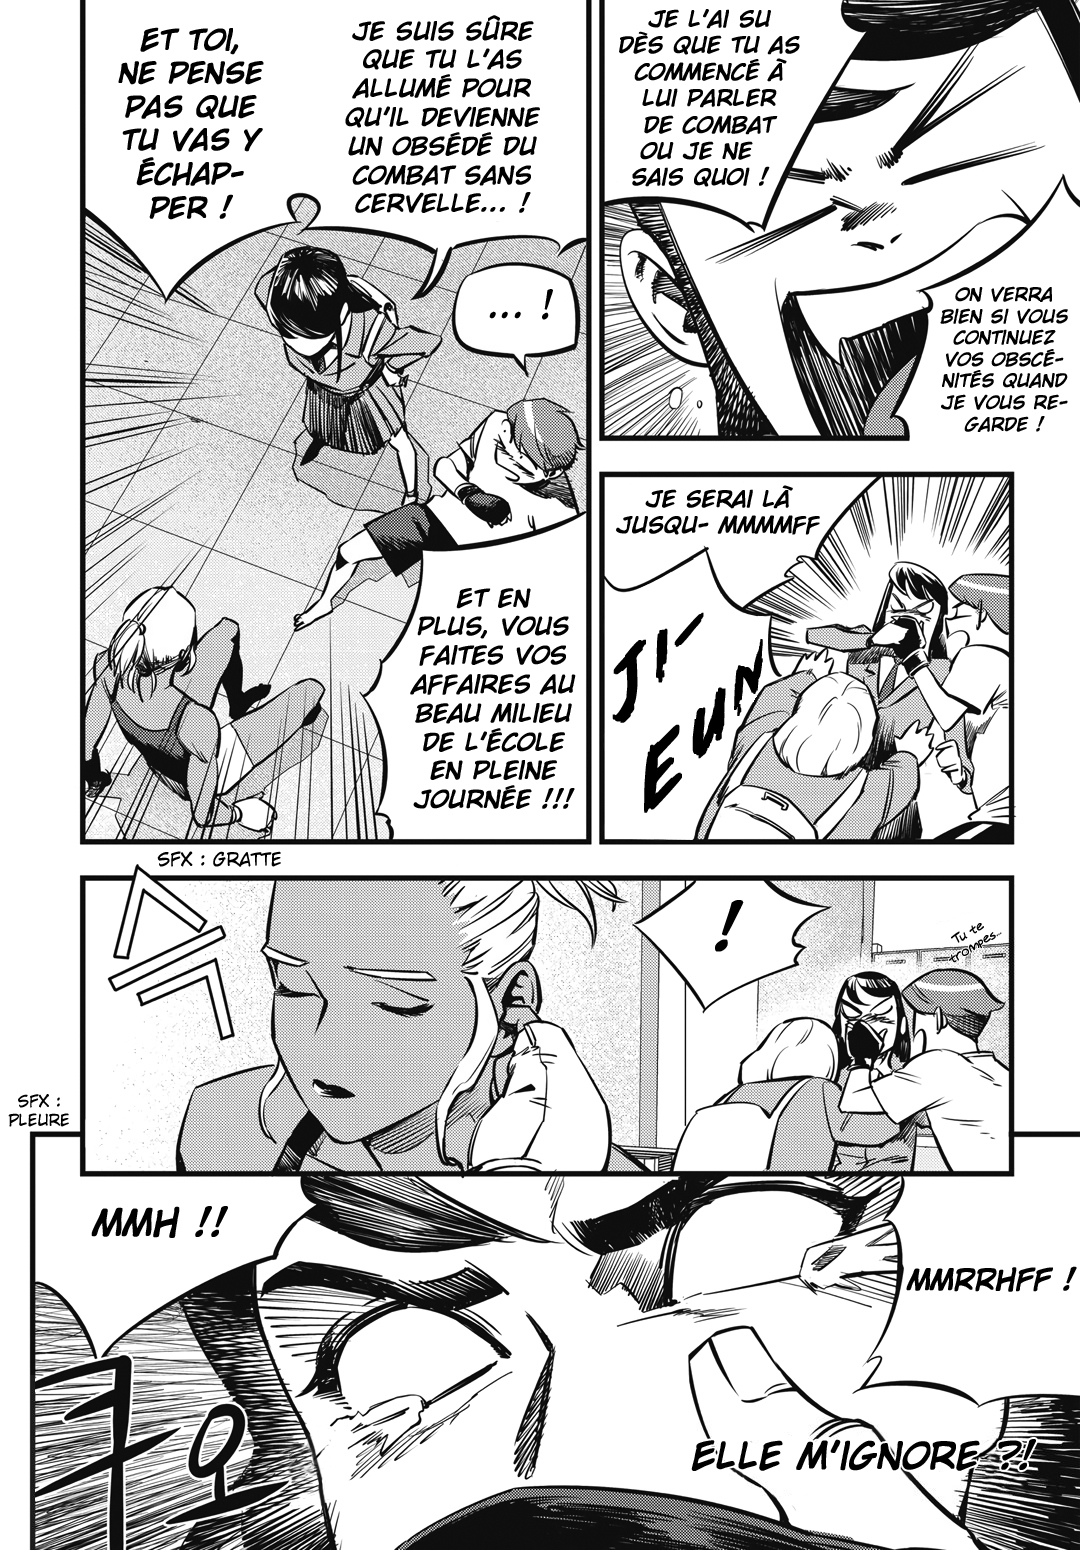 ET TOI,
NE PENSE
PAS QUE
TU VAS Y
ÉCHAP-
PER !
JE SUIS SÛRE
QUE TU L'AS
ALLUMÉ POUR
QU'IL DEVIENNE
UN OBSÉDÉ DU
COMBAT SANS
CERVELLE... !
... !
ET EN
PLUS, VOUS
FAITES VOS
AFFAIRES AU
BEAU MILIEU
DE L'ÉCOLE
EN PLEINE
JOURNÉE !!!
JE L'AI SU
DÈS QUE TU AS
COMMENCÉ À
LUI PARLER
DE COMBAT
OU JE NE
SAIS QUOI !
ON VERRA
BIEN SI VOUS
CONTINUEZ
VOS OBSCÉ-
NITÉS QUAND
JE VOUS RE-
GARDE !
JE SERAI LÀ
JUSQU- MMMMFF
JI-
EUN
SFX : GRATTE
!
Tu te
trompes...
SFX :
PLEURE
MMH !!
MMRRHFF !
ELLE M'IGNORE ?!